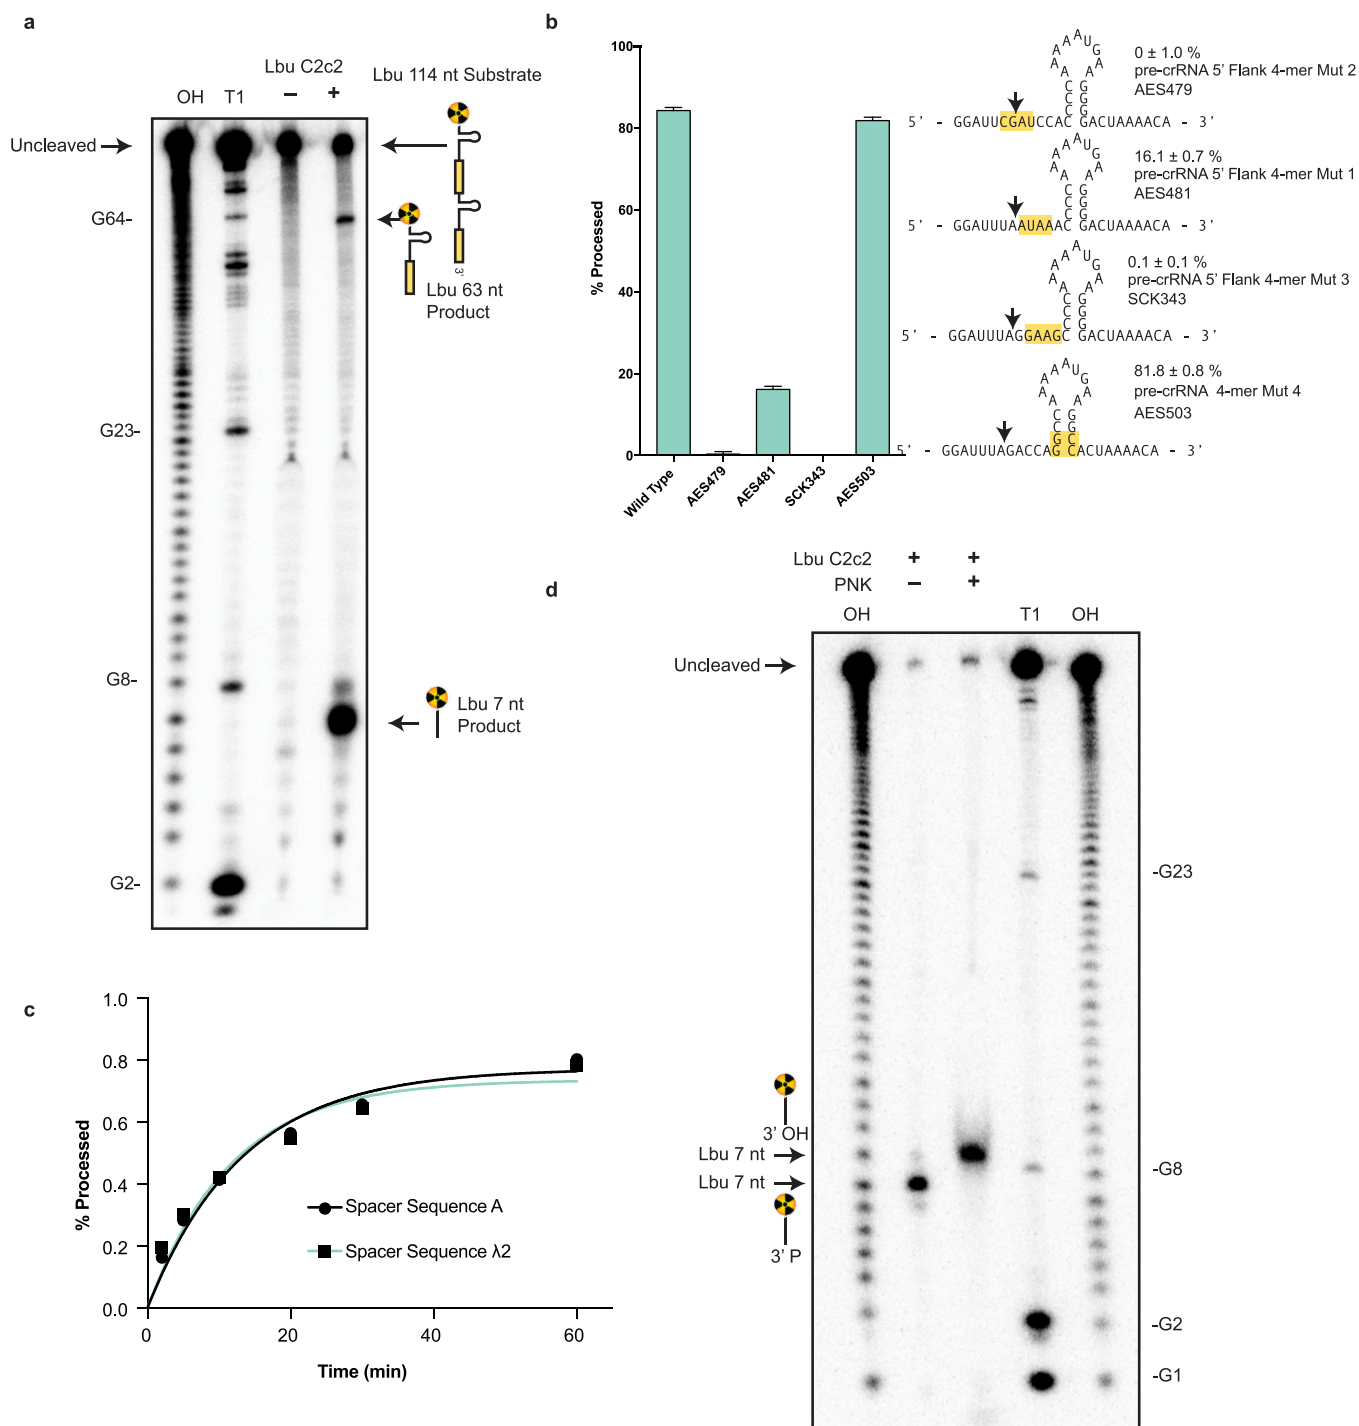 a
Lbu C2c2
OH T1 – +
Lbu 114 nt Substrate
Uncleaved
G64-
3'
Lbu 63 nt
Product
G23-
G8-
Lbu 7 nt
Product
G2-
b
% Processed
100
80
60
40
20
0
Wild Type
AES479
AES481
SCK343
AES503
0 ± 1.0 %
pre-crRNA 5' Flank 4-mer Mut 2
AES479
5' - GGAUUCGAUCCAC GACUAAAACA - 3'
16.1 ± 0.7 %
pre-crRNA 5' Flank 4-mer Mut 1
AES481
5' - GGAUUUAAUAAAC GACUAAAACA - 3'
0.1 ± 0.1 %
pre-crRNA 5' Flank 4-mer Mut 3
SCK343
5' - GGAUUUAGGAAGC GACUAAAACA - 3'
81.8 ± 0.8 %
pre-crRNA 4-mer Mut 4
AES503
5' - GGAUUUAGACCAG CACUAAAACA - 3'
c
% Processed
1.0
0.8
0.6
0.4
0.2
0.0
Spacer Sequence A
Spacer Sequence λ2
0 20 40 60
Time (min)
d
Lbu C2c2 + +
PNK – +
OH T1 OH
Uncleaved
-G23
3' OH
Lbu 7 nt
-G8
Lbu 7 nt
3' P
-G2
-G1